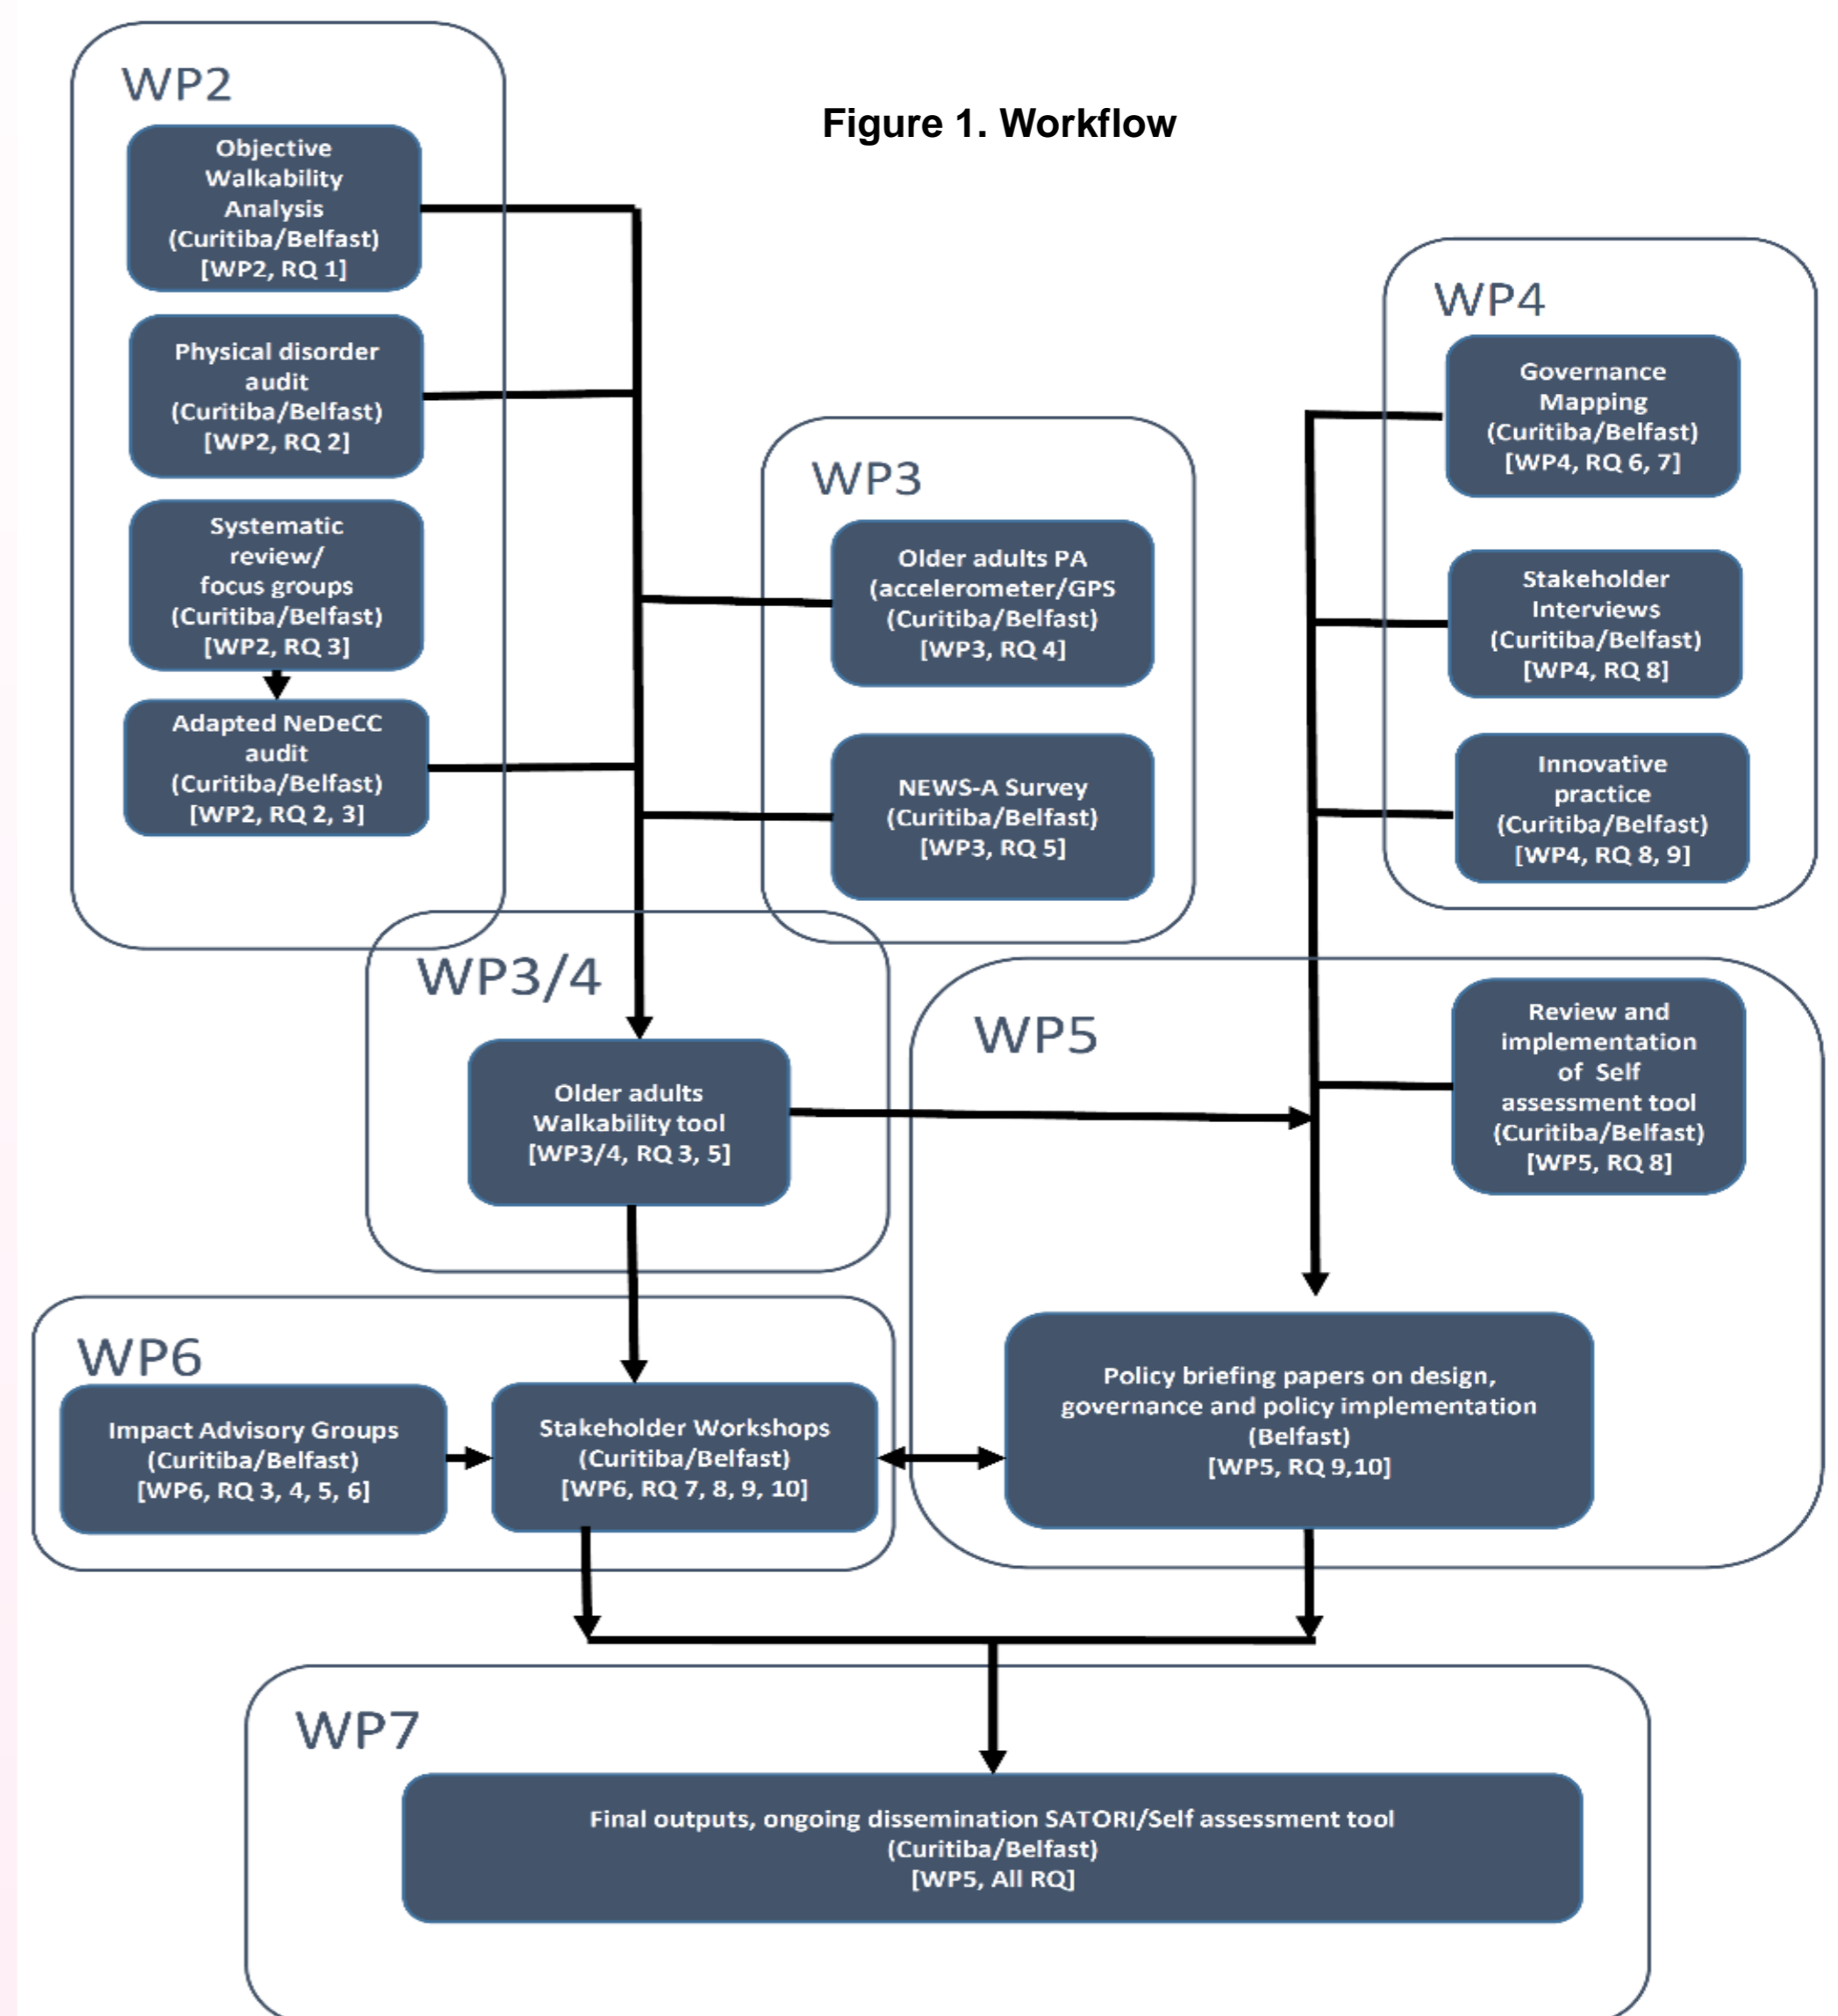 Figure 1. Workflow
WP2
Objective
Walkability
Analysis
(Curitiba/Belfast)
[WP2, RQ 1]
Physical disorder
audit
(Curitiba/Belfast)
[WP2, RQ 2]
Systematic
review/
focus groups
(Curitiba/Belfast)
[WP2, RQ 3]
Adapted NeDeCC
audit
(Curitiba/Belfast)
[WP2, RQ 2, 3]
WP3
Older adults PA
(accelerometer/GPS
(Curitiba/Belfast)
[WP3, RQ 4]
NEWS-A Survey
(Curitiba/Belfast)
[WP3, RQ 5]
WP4
Governance
Mapping
(Curitiba/Belfast)
[WP4, RQ 6, 7]
Stakeholder
Interviews
(Curitiba/Belfast)
[WP4, RQ 8]
Innovative
practice
(Curitiba/Belfast)
[WP4, RQ 8, 9]
WP3/4
Older adults
Walkability tool
[WP3/4, RQ 3, 5]
WP5
Review and
implementation
of Self
assessment tool
(Curitiba/Belfast)
[WP5, RQ 8]
Policy briefing papers on design,
governance and policy implementation
(Belfast)
[WP5, RQ 9,10]
WP6
Impact Advisory Groups
(Curitiba/Belfast)
[WP6, RQ 3, 4, 5, 6]
Stakeholder Workshops
(Curitiba/Belfast)
[WP6, RQ 7, 8, 9, 10]
WP7
Final outputs, ongoing dissemination SATORI/Self assessment tool
(Curitiba/Belfast)
[WP5, All RQ]